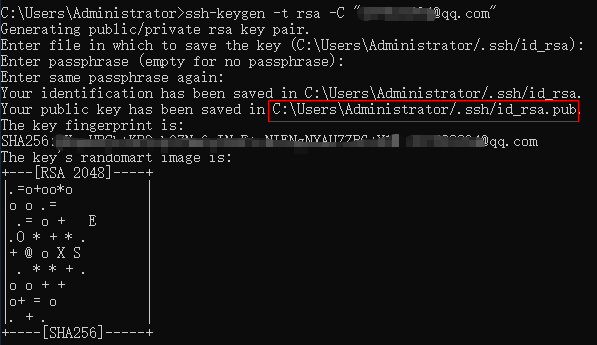 C:\Users\Administrator>ssh-keygen -t rsa -C "@qq.com"
Generating public/private rsa key pair.
Enter file in which to save the key (C:\Users\Administrator/.ssh/id_rsa):
Enter passphrase (empty for no passphrase):
Enter same passphrase again:
Your identification has been saved in C:\Users\Administrator/.ssh/id_rsa.
Your public key has been saved in C:\Users\Administrator/.ssh/id_rsa.pub.
The key fingerprint is:
SHA256: @qq.com
The key's randomart image is:
+---[RSA 2048]----+
|.=o+oo*o         |
|o o .=           |
| .= o +   E      |
|.O * + * .       |
|+ @ o X S        |
| . * * + .       |
|o o + +          |
|o+ = o           |
|. + .            |
+----[SHA256]-----+